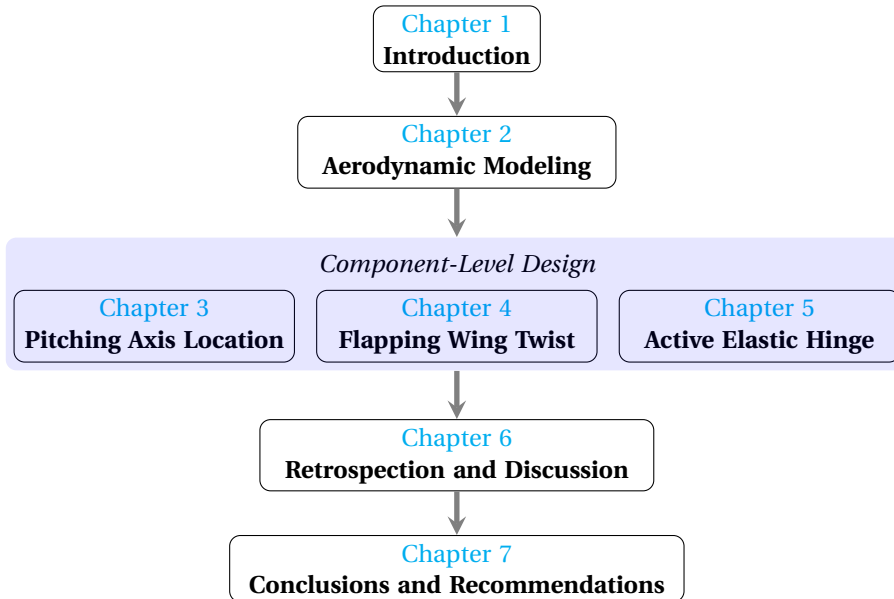 Chapter 1
Introduction
Chapter 2
Aerodynamic Modeling
Component-Level Design
Chapter 3
Pitching Axis Location
Chapter 4
Flapping Wing Twist
Chapter 5
Active Elastic Hinge
Chapter 6
Retrospection and Discussion
Chapter 7
Conclusions and Recommendations